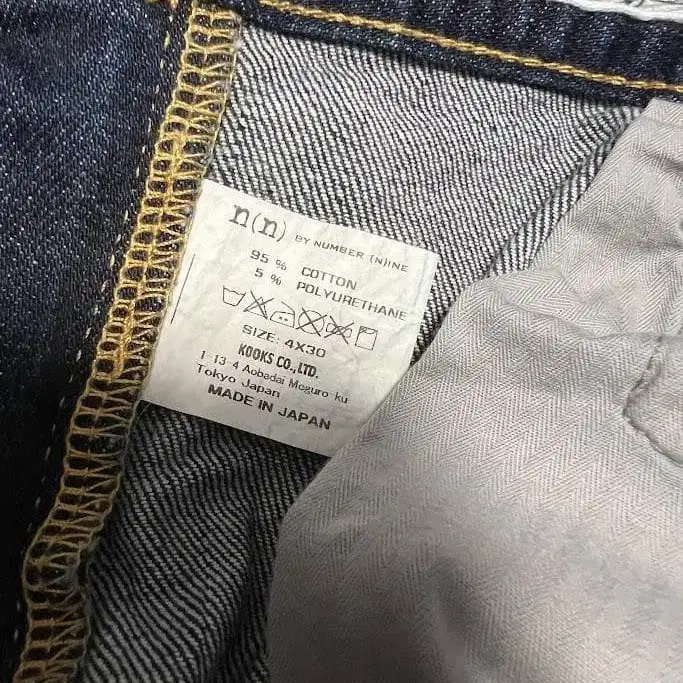 n(n) BY NUMBER (N)INE
95 % COTTON
5 % POLYURETHANE
SIZE: 4X30
KOOKS CO.,LTD.
1-13-4 Aobadai Meguro-ku
Tokyo Japan
MADE IN JAPAN